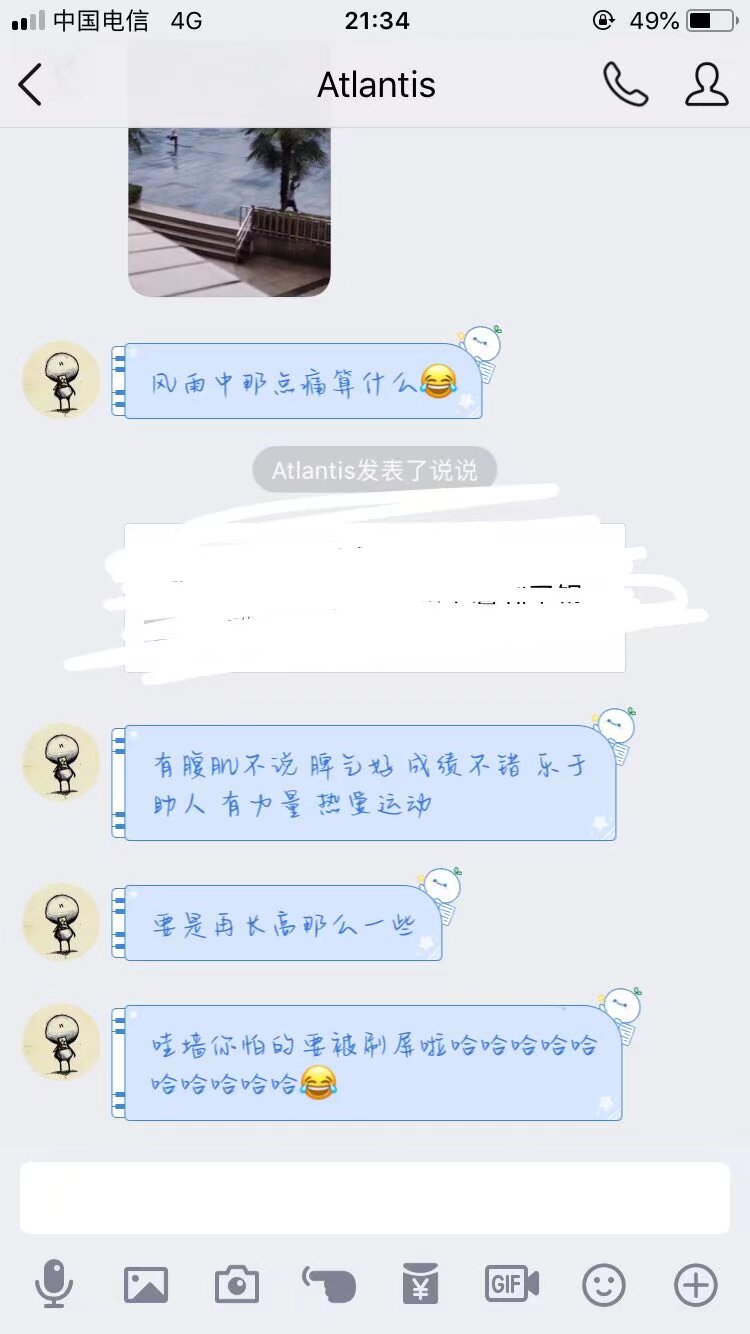 中国电信 4G 21:34 49%
Atlantis
风雨中那点痛算什么😂
Atlantis发表了说说
有腹肌不说 脾气好 成绩不错 乐于
助人 有力量 热爱运动
要是再长高那么一些
哇墙你怕的要被刷屏啦哈哈哈哈哈
哈哈哈哈哈😂
¥
GIF